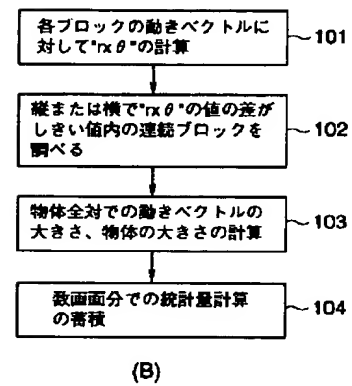 各ブロックの動きベクトルに
対して"rxθ"の計算
101
縦または横で"rxθ"の値の差が
しきい値内の連続ブロックを
調べる
102
物体全対での動きベクトルの
大きさ、物体の大きさの計算
103
数画面分での統計量計算
の蓄積
104
(B)